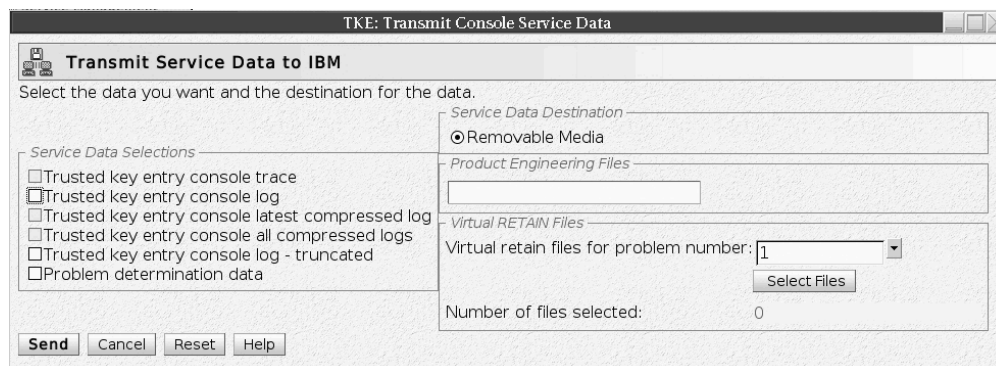 TKE: Transmit Console Service Data
Transmit Service Data to IBM
Select the data you want and the destination for the data.
Service Data Selections
Trusted key entry console trace
Trusted key entry console log
Trusted key entry console latest compressed log
Trusted key entry console all compressed logs
Trusted key entry console log - truncated
Problem determination data
Service Data Destination
Removable Media
Product Engineering Files
Virtual RETAIN Files
Virtual retain files for problem number: 1
Select Files
Number of files selected: 0
Send Cancel Reset Help